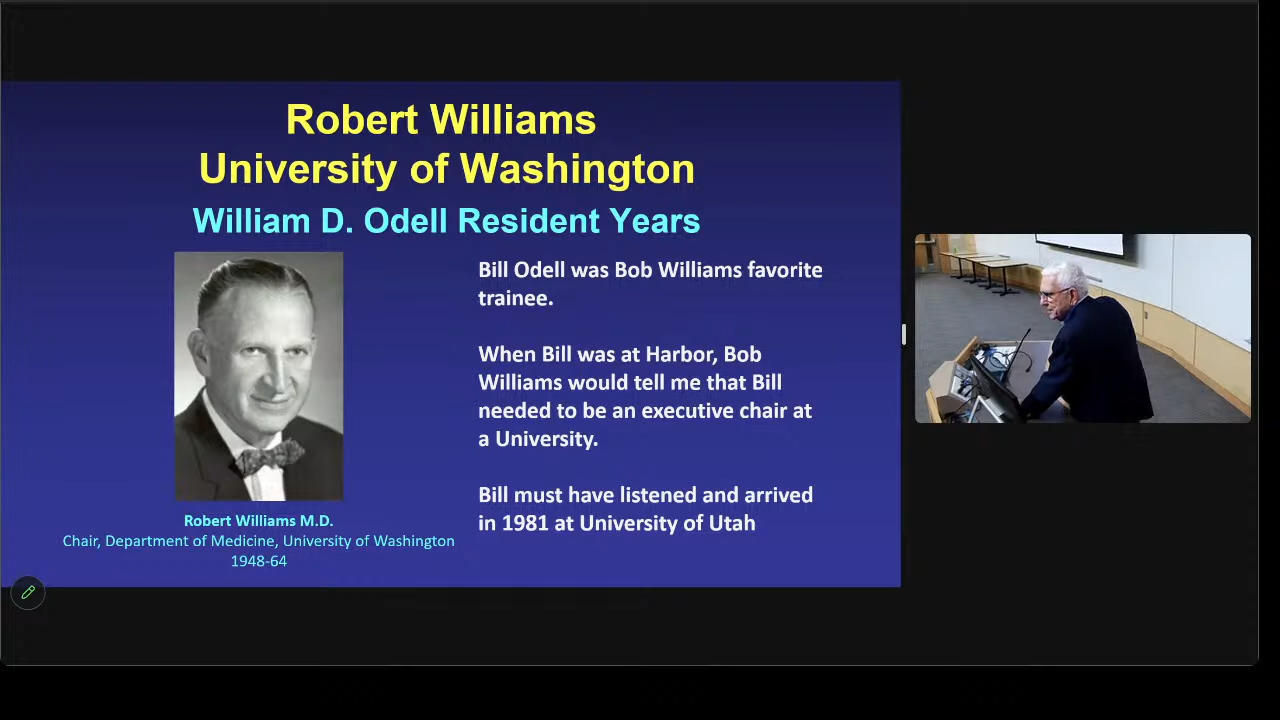 Robert Williams
University of Washington
William D. Odell Resident Years
Bill Odell was Bob Williams favorite
trainee.
When Bill was at Harbor, Bob
Williams would tell me that Bill
needed to be an executive chair at
a University.
Bill must have listened and arrived
in 1981 at University of Utah
Robert Williams M.D.
Chair, Department of Medicine, University of Washington
1948-64